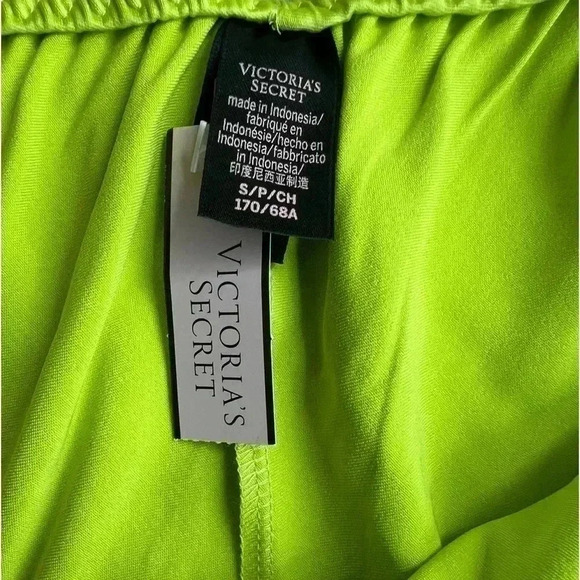 VICTORIA'S
SECRET
made in Indonesia/
fabriqué en
Indonésie/hecho en
Indonesia/fabbricato
in Indonesia/
印度尼西亚制造
S/P/CH
170/68A
VICTORIA'S
SECRET